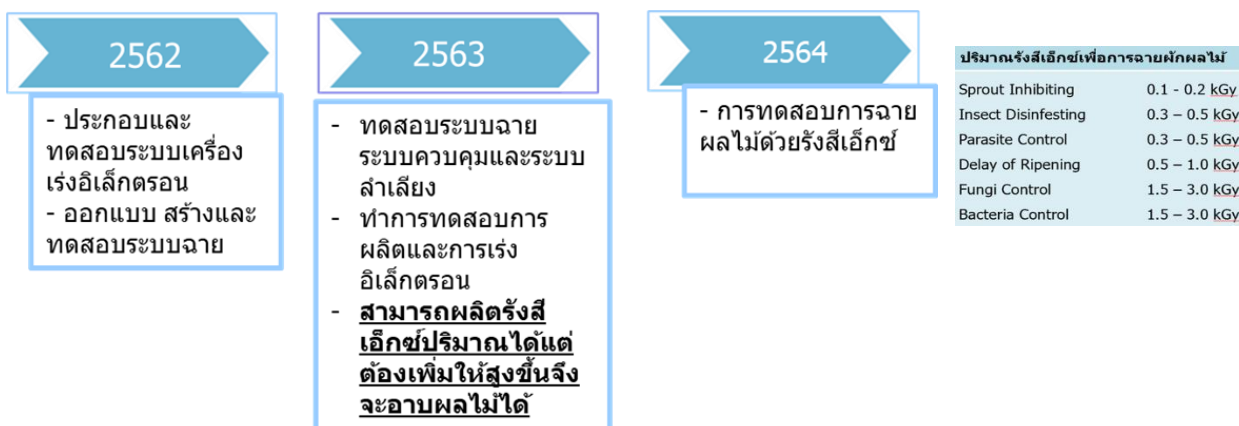 2562
- ประกอบและ
ทดสอบระบบเครื่อง
เร่งอิเล็กตรอน
- ออกแบบ สร้างและ
ทดสอบระบบฉาย
2563
- ทดสอบระบบฉาย
ระบบควบคุมและระบบ
ลำเลียง
- ทำการทดสอบการ
ผลิตและการเร่ง
อิเล็กตรอน
- สามารถผลิตรังสี
เอ็กซ์ปริมาณได้แต่
ต้องเพิ่มให้สูงขึ้นจึง
จะอาบผลไม้ได้
2564
- การทดสอบการฉาย
ผลไม้ด้วยรังสีเอ็กซ์
ปริมาณรังสีเอ็กซ์เพื่อการฉายผักผลไม้
Sprout Inhibiting 0.1 - 0.2 kGy
Insect Disinfesting 0.3 – 0.5 kGy
Parasite Control 0.3 – 0.5 kGy
Delay of Ripening 0.5 – 1.0 kGy
Fungi Control 1.5 – 3.0 kGy
Bacteria Control 1.5 – 3.0 kGy